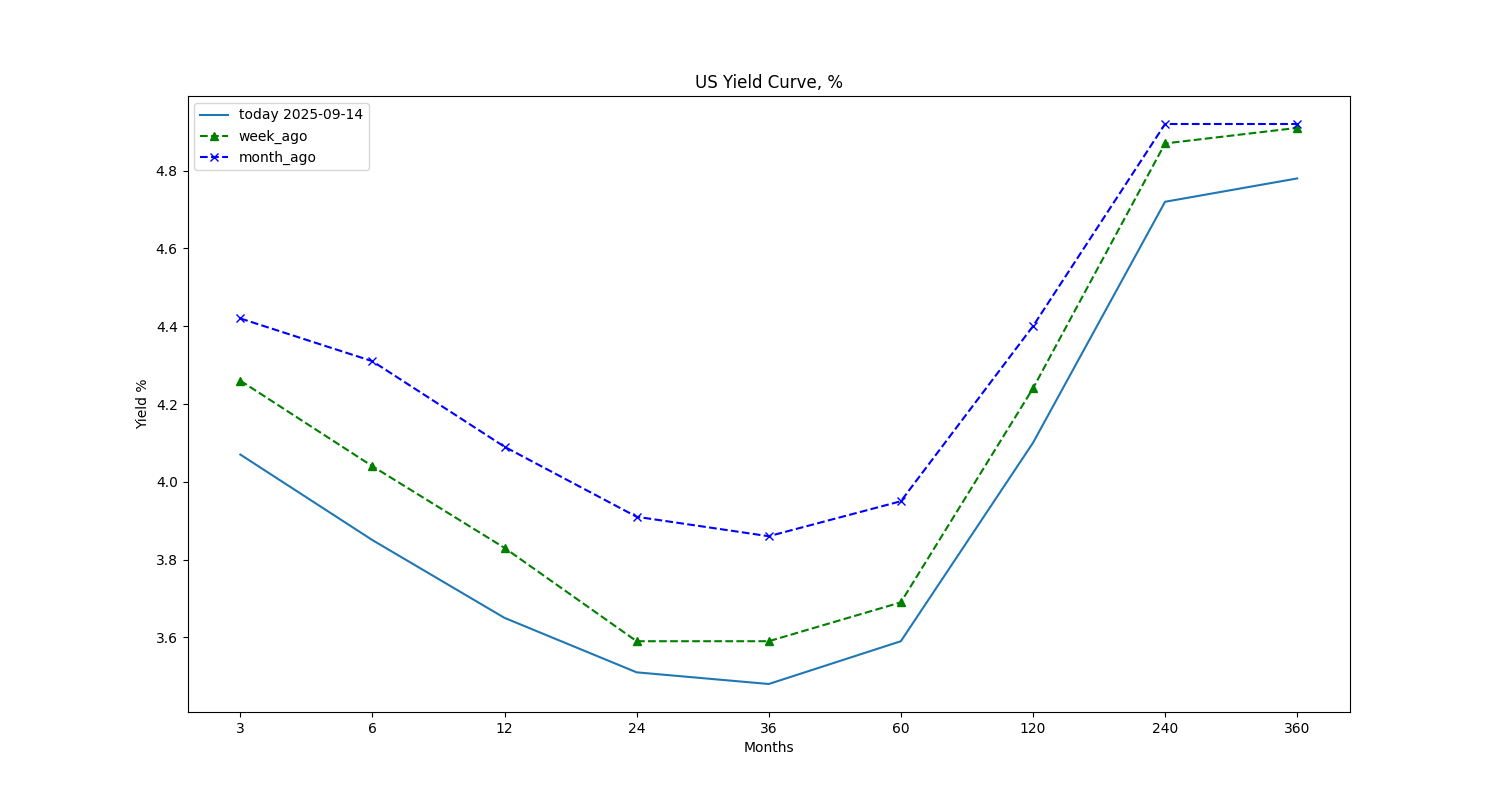 US Yield Curve, %
today 2025-09-14
week_ago
month_ago
4.8
4.6
4.4
4.2
4.0
3.8
3.6
Yield %
3 6 12 24 36 60 120 240 360
Months